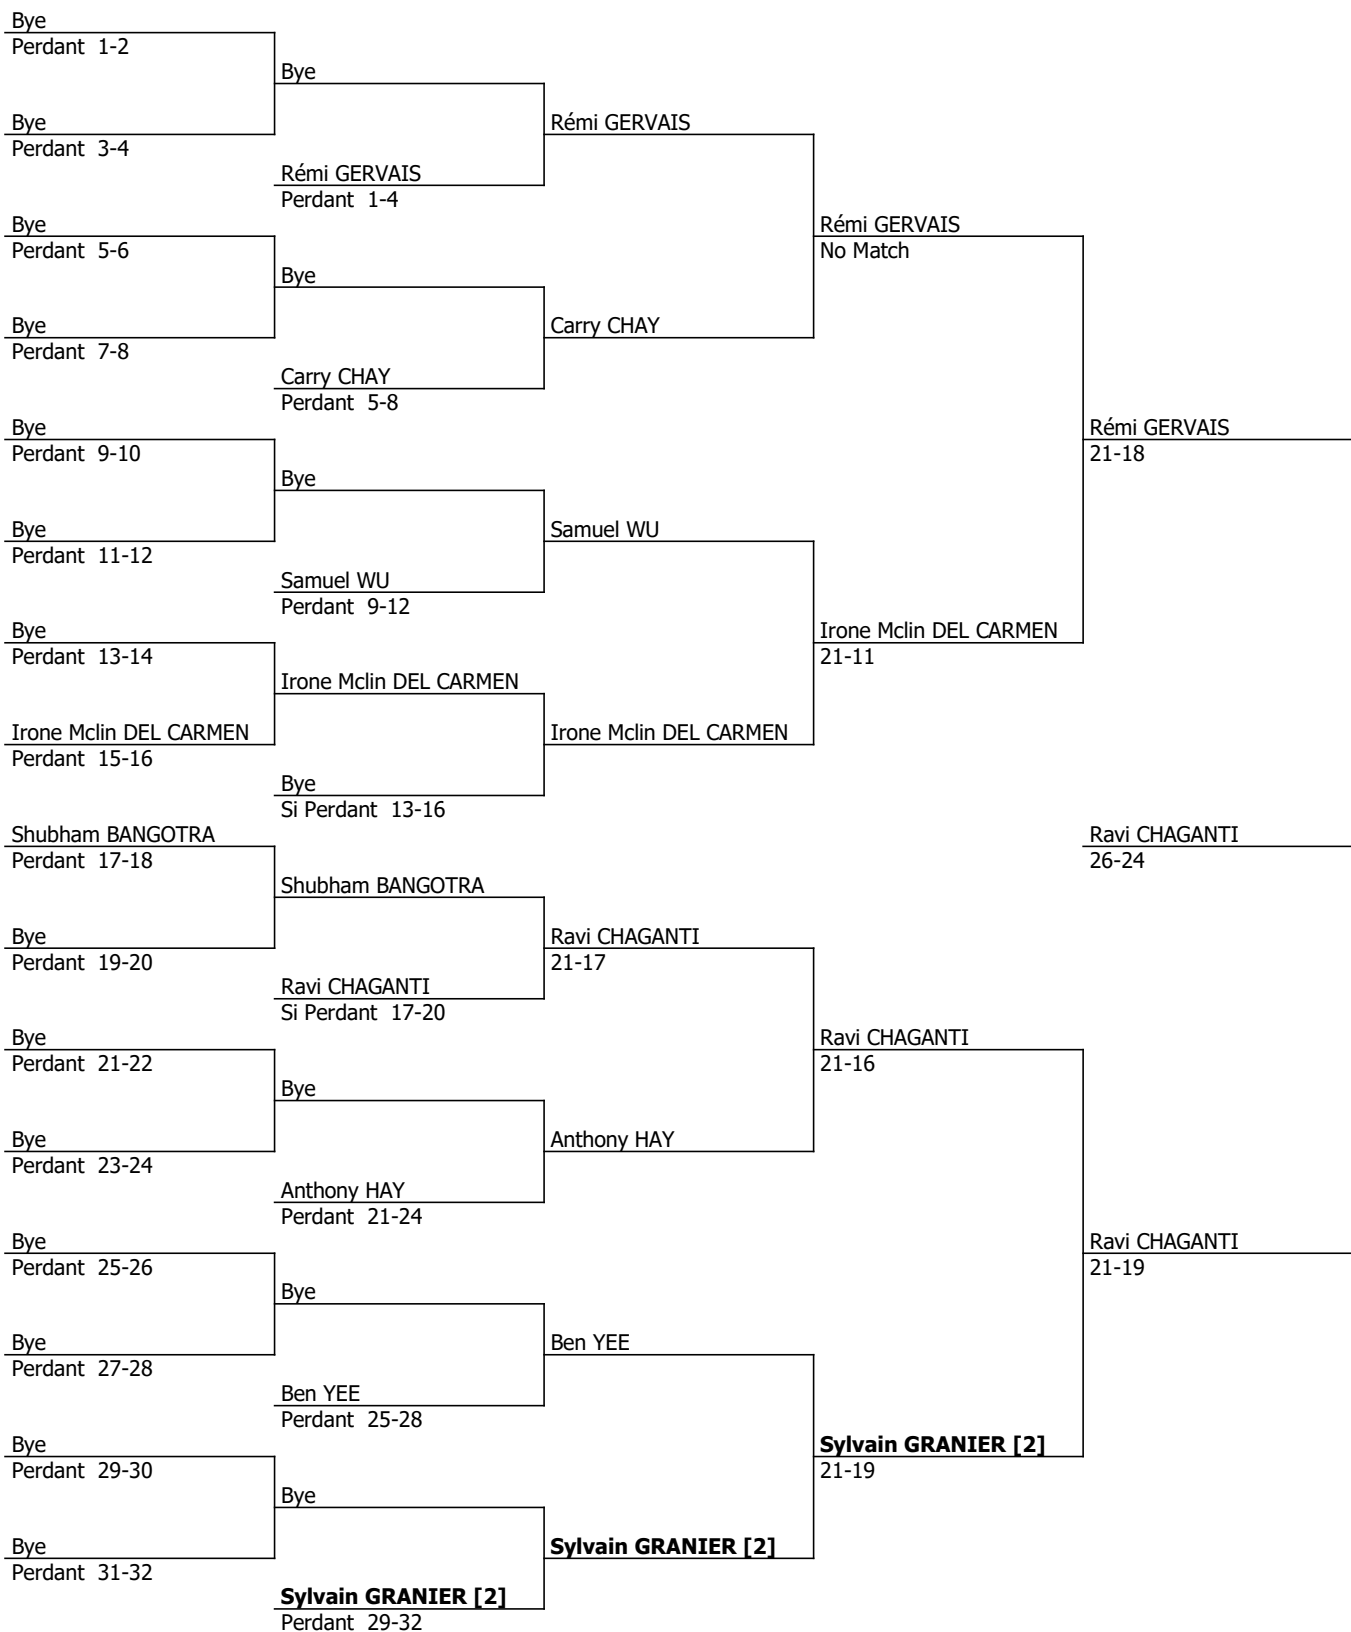 Bye
Perdant 1-2
Bye
Bye
Perdant 3-4
Rémi GERVAIS
Rémi GERVAIS
Perdant 1-4
Bye
Perdant 5-6
Rémi GERVAIS
No Match
Bye
Bye
Perdant 7-8
Carry CHAY
Carry CHAY
Perdant 5-8
Bye
Perdant 9-10
Rémi GERVAIS
21-18
Bye
Bye
Perdant 11-12
Samuel WU
Samuel WU
Perdant 9-12
Bye
Perdant 13-14
Irone Mclin DEL CARMEN
21-11
Irone Mclin DEL CARMEN
Irone Mclin DEL CARMEN
Perdant 15-16
Irone Mclin DEL CARMEN
Bye
Si Perdant 13-16
Shubham BANGOTRA
Perdant 17-18
Ravi CHAGANTI
26-24
Shubham BANGOTRA
Bye
Perdant 19-20
Ravi CHAGANTI
21-17
Ravi CHAGANTI
Si Perdant 17-20
Bye
Perdant 21-22
Ravi CHAGANTI
21-16
Bye
Bye
Perdant 23-24
Anthony HAY
Anthony HAY
Perdant 21-24
Bye
Perdant 25-26
Ravi CHAGANTI
21-19
Bye
Bye
Perdant 27-28
Ben YEE
Ben YEE
Perdant 25-28
Bye
Perdant 29-30
Sylvain GRANIER [2]
21-19
Bye
Bye
Perdant 31-32
Sylvain GRANIER [2]
Sylvain GRANIER [2]
Perdant 29-32